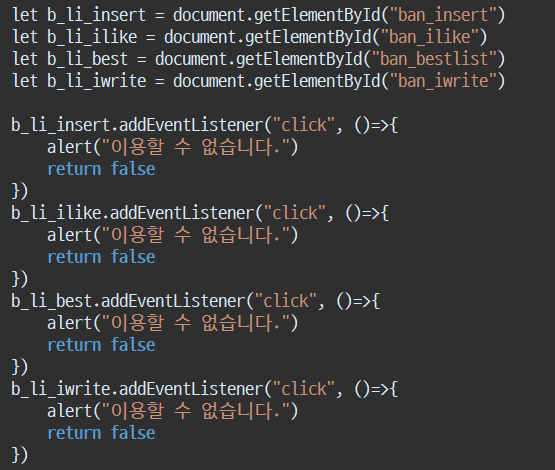 let b_li_insert = document.getElementById("ban_insert")
let b_li_ilike = document.getElementById("ban_ilike")
let b_li_best = document.getElementById("ban_bestlist")
let b_li_iwrite = document.getElementById("ban_iwrite")

b_li_insert.addEventListener("click", ()=>{
    alert("이용할 수 없습니다.")
    return false
})
b_li_ilike.addEventListener("click", ()=>{
    alert("이용할 수 없습니다.")
    return false
})
b_li_best.addEventListener("click", ()=>{
    alert("이용할 수 없습니다.")
    return false
})
b_li_iwrite.addEventListener("click", ()=>{
    alert("이용할 수 없습니다.")
    return false
})